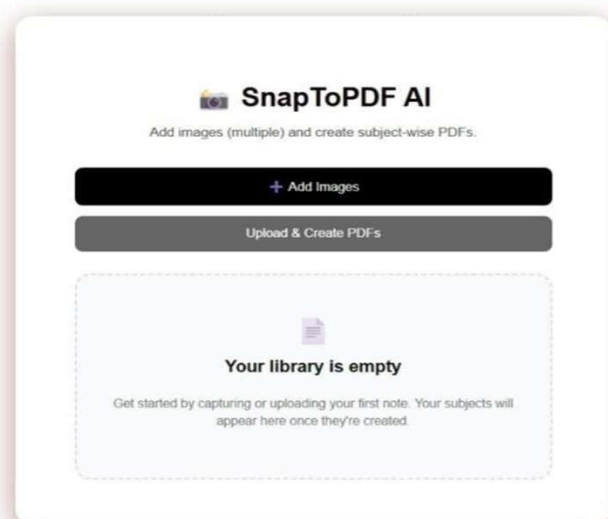 SnapToPDF AI
Add images (multiple) and create subject-wise PDFs.
Add Images
Upload & Create PDFs
Your library is empty
Get started by capturing or uploading your first note. Your subjects will
appear here once they're created.